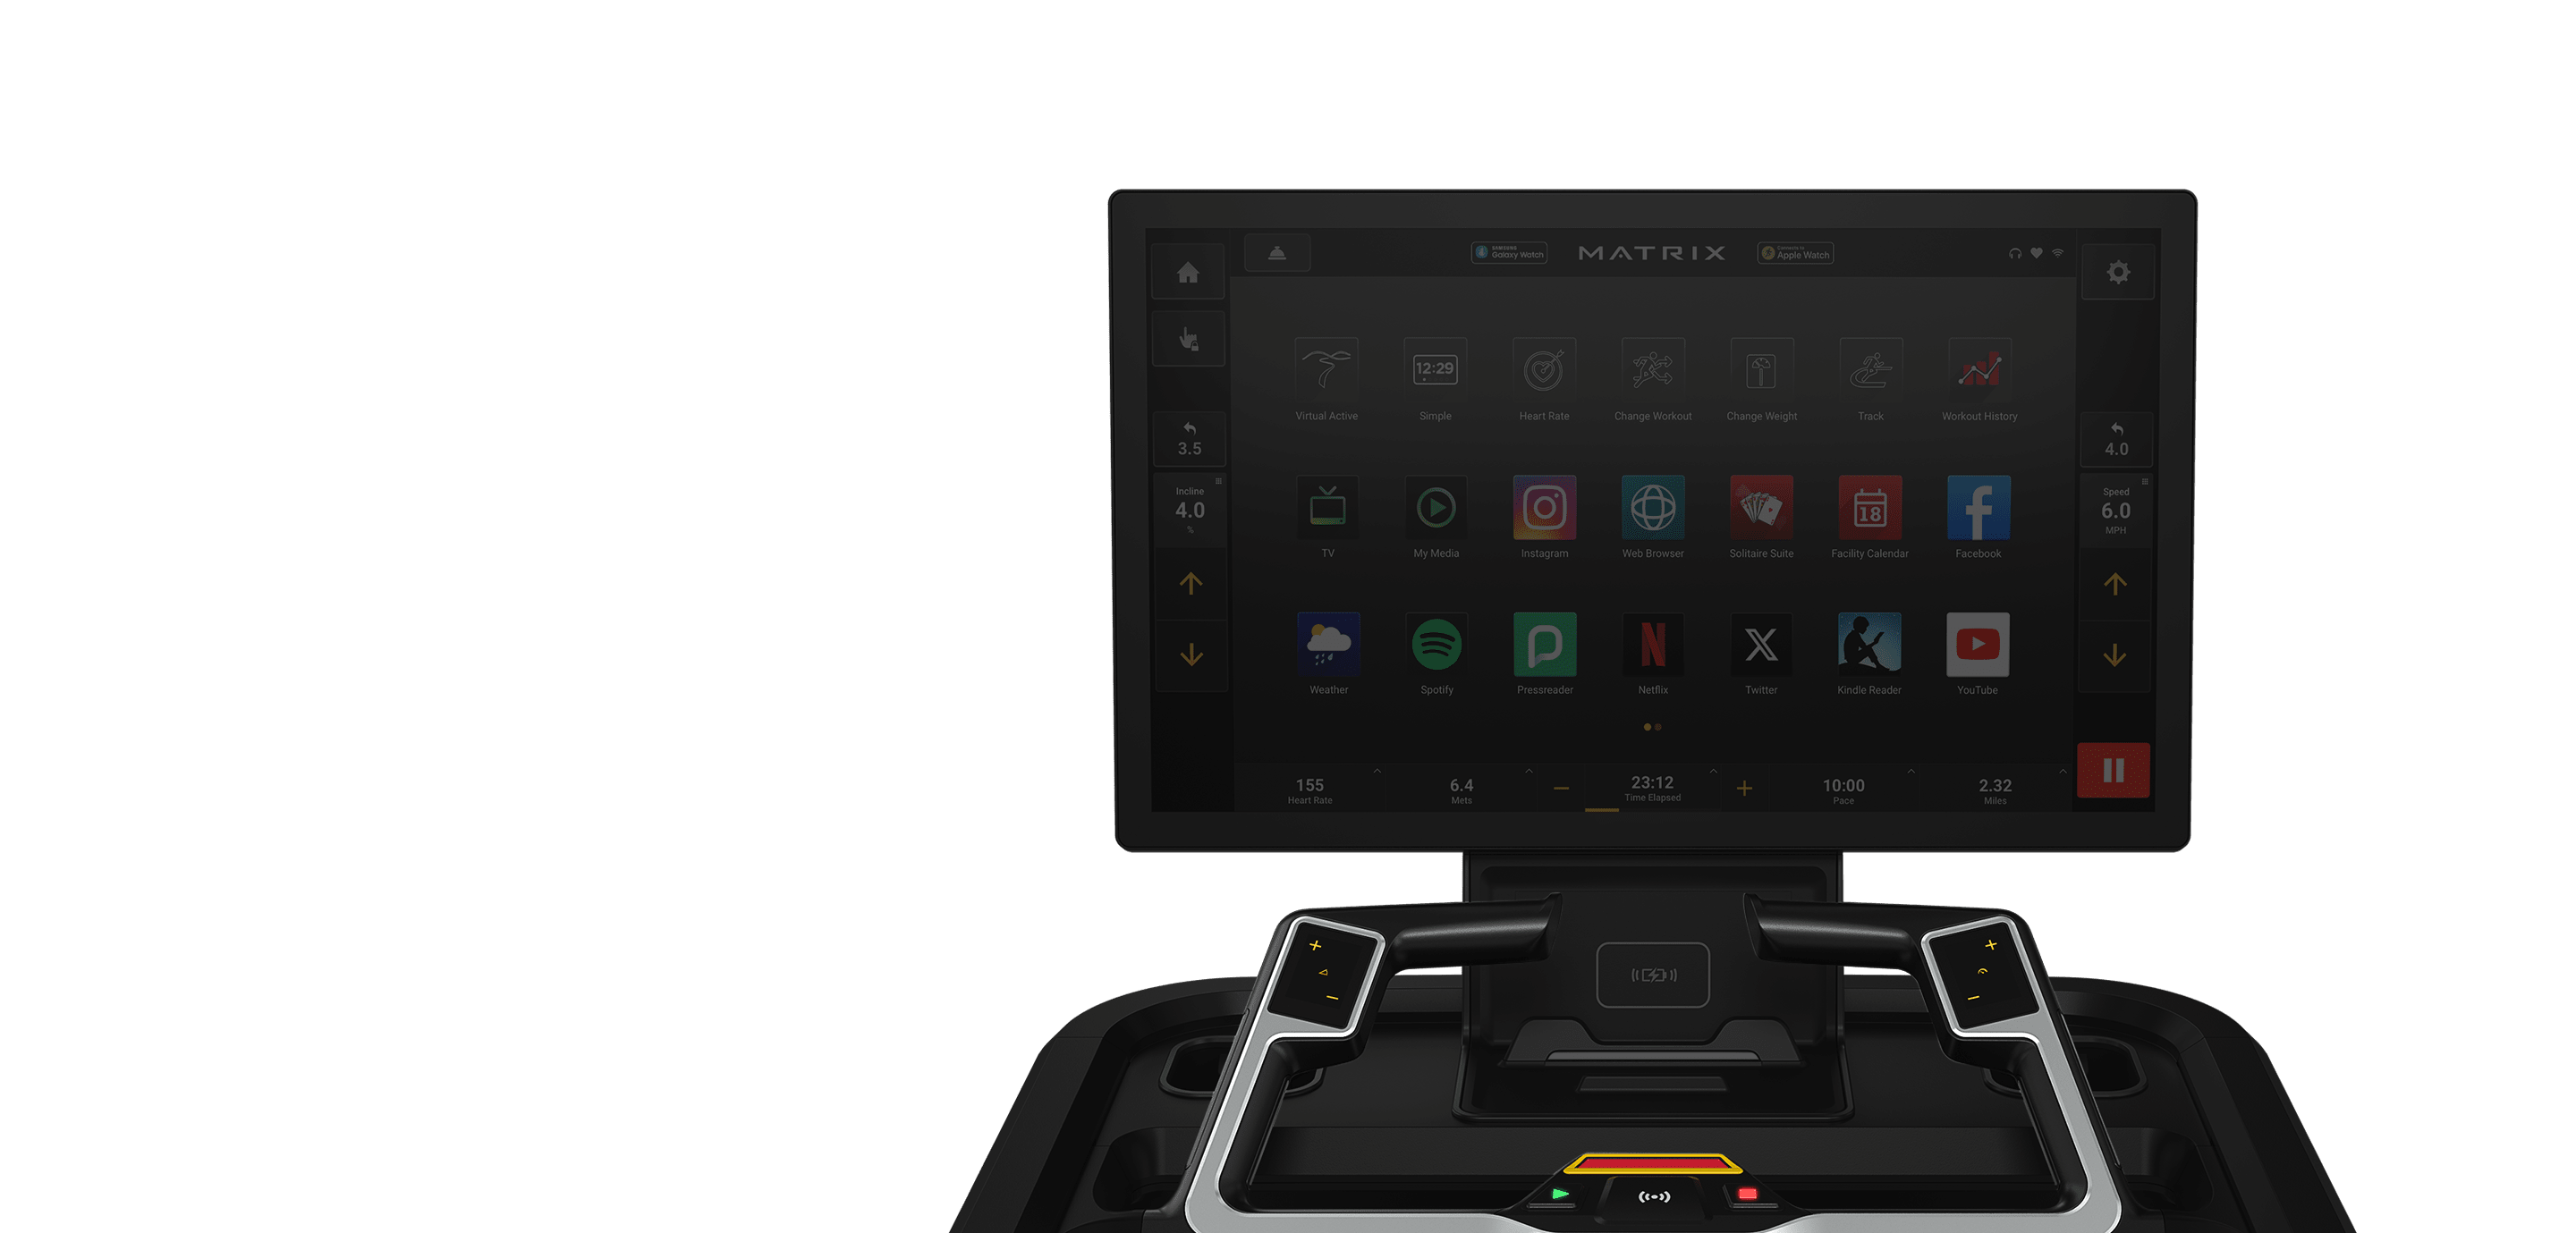 SAMSUNG
Galaxy Watch
MATRIX
Connects to
Apple Watch
3.5
Incline
4.0
%
12:29
Virtual Active
Simple
Heart Rate
Change Workout
Change Weight
Track
Workout History
4.0
Speed
6.0
MPH
18
TV
My Media
Instagram
Web Browser
Solitaire Suite
Facility Calendar
Facebook
Weather
Spotify
Pressreader
Netflix
Twitter
Kindle Reader
YouTube
155
Heart Rate
6.4
Mets
23:12
Time Elapsed
10:00
Pace
2.32
Miles